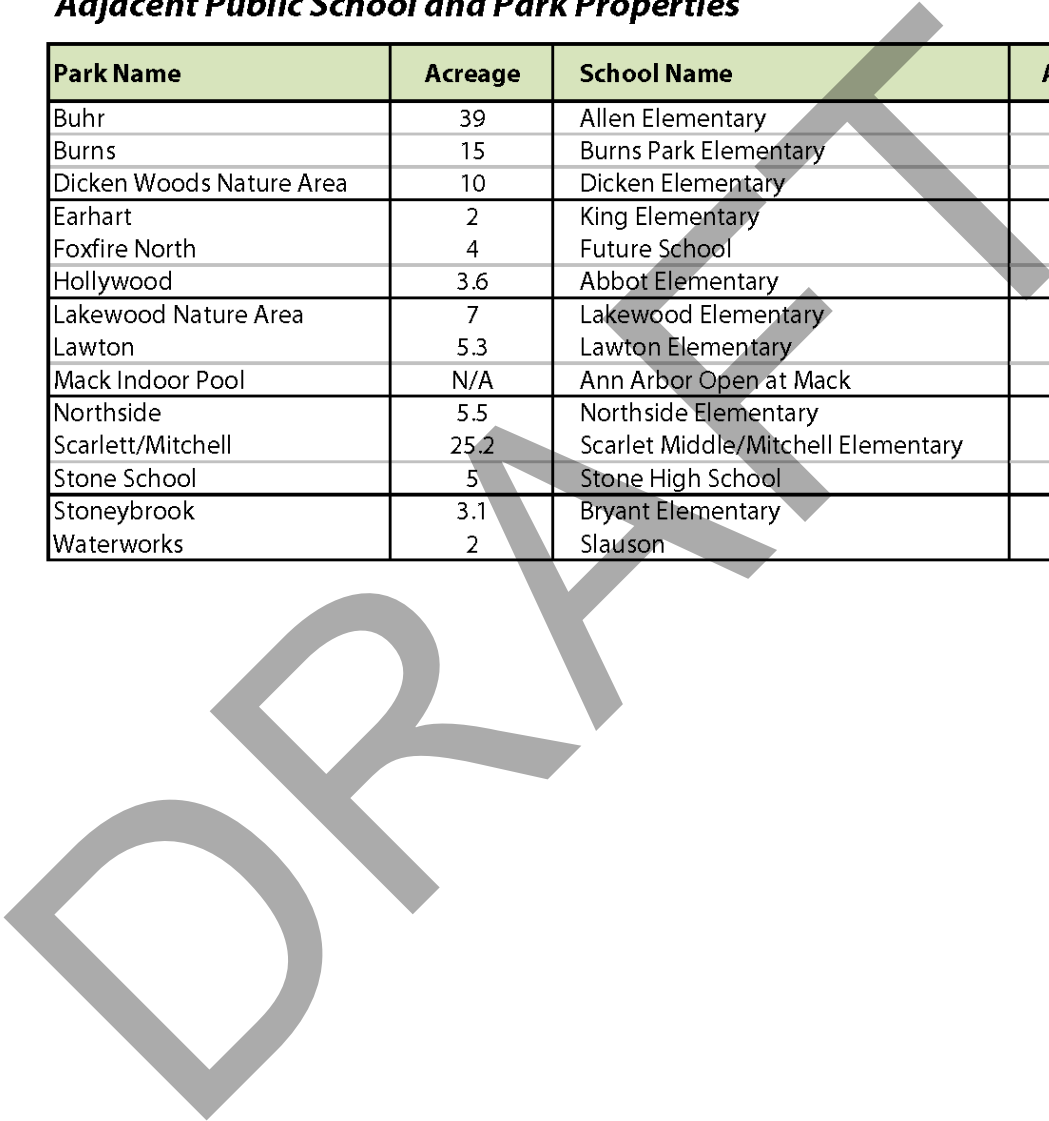 Adjacent Public School and Park Properties
Park Name Acreage School Name A
Buhr 39 Allen Elementary
Burns 15 Burns Park Elementary
Dicken Woods Nature Area 10 Dicken Elementary
Earhart 2 King Elementary
Foxfire North 4 Future School
Hollywood 3.6 Abbot Elementary
Lakewood Nature Area 7 Lakewood Elementary
Lawton 5.3 Lawton Elementary
Mack Indoor Pool N/A Ann Arbor Open at Mack
Northside 5.5 Northside Elementary
Scarlett/Mitchell 25.2 Scarlet Middle/Mitchell Elementary
Stone School 5 Stone High School
Stoneybrook 3.1 Bryant Elementary
Waterworks 2 Slauson
DRAFT